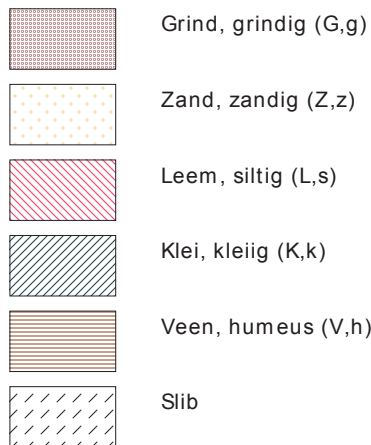 Grind, grindig (G,g)
Zand, zandig (Z,z)
Leem, siltig (L,s)
Klei, kleiig (K,k)
Veen, humeus (V,h)
Slib